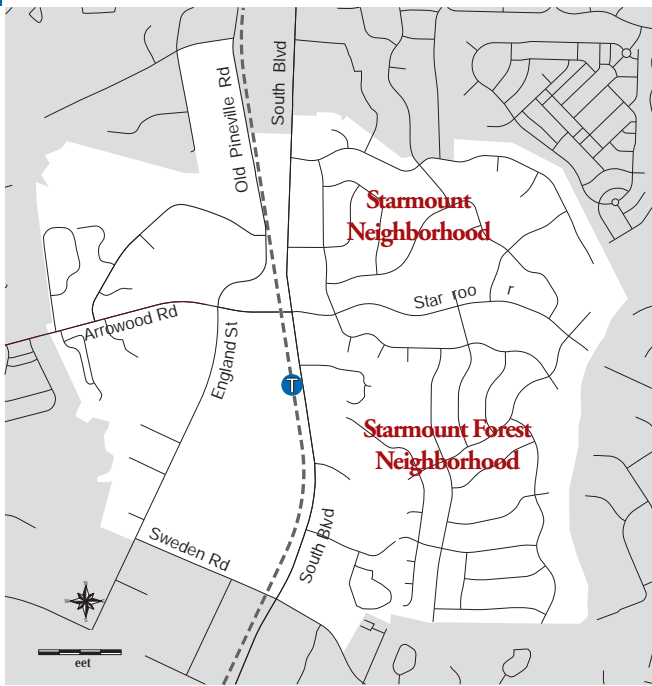 Old Pineville Rd
South Blvd
Starmount
Neighborhood
Star roo r
Arrowood Rd
England St
T
Starmount Forest
Neighborhood
Sweden Rd
South Blvd
N
W
S
eet